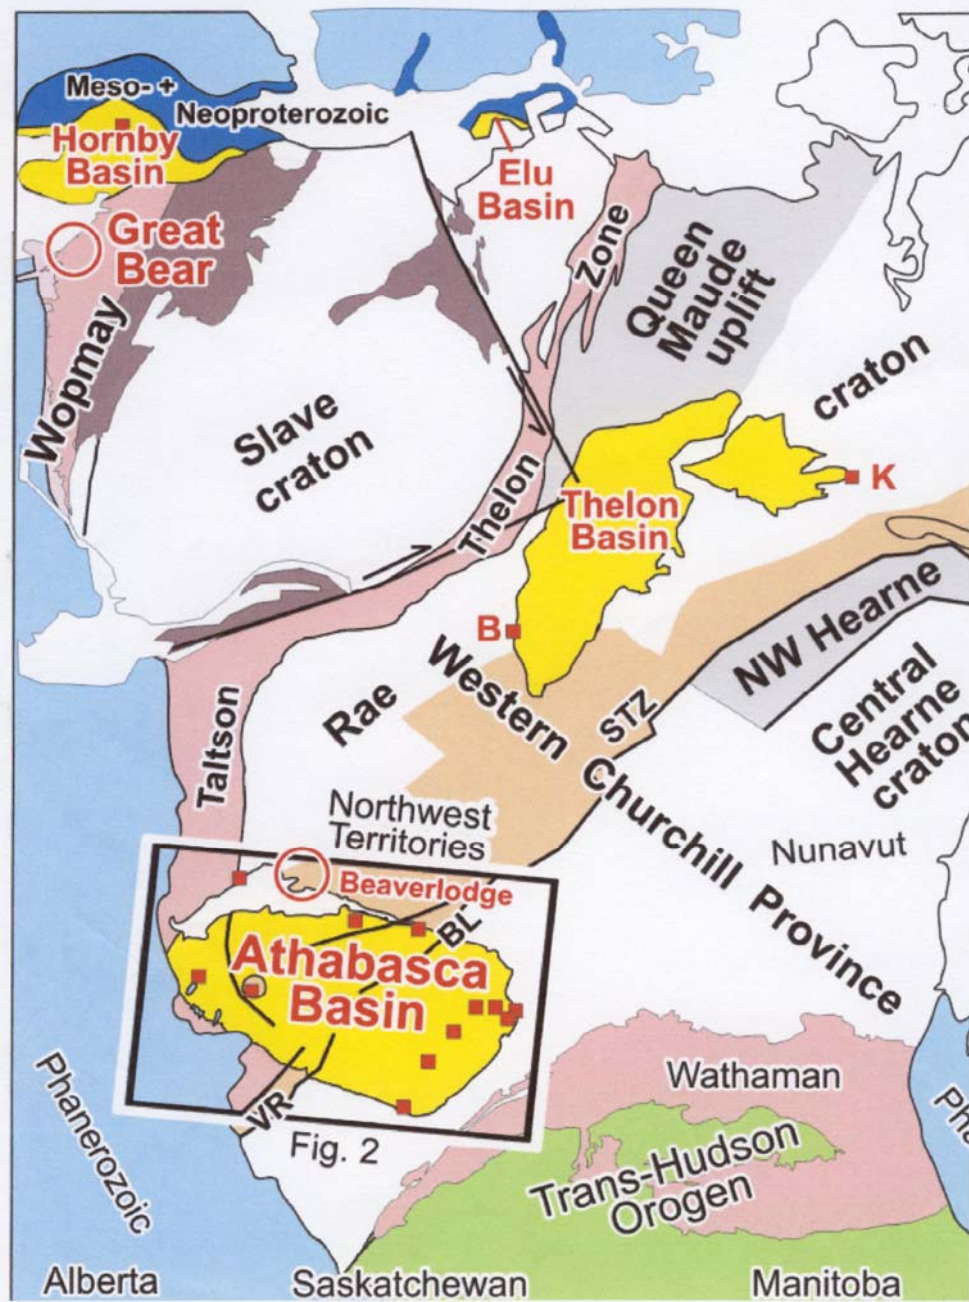 Meso- +
Neoproterozoic
Hornby
Basin
Elu
Basin
Great
Bear
Wopmay
Slave
craton
Thelon
Zone
Queen
Maude
uplift
craton
Thelon
Basin
K
B
NW Hearne
Central
Hearne
craton
Rae
Western Churchill Province
STZ
Taltson
Northwest
Territories
Nunavut
Beaverlodge
BL
Athabasca
Basin
VR
Fig. 2
Wathaman
Trans-Hudson
Orogen
Phanerozoic
Alberta
Saskatchewan
Manitoba